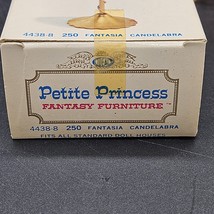 4438-8 250 FANTASIA CANDELABRA
Petite Princess
FANTASY FURNITURE ™
4438-8 250 FANTASIA CANDELABRA
FITS ALL STANDARD DOLL HOUSES